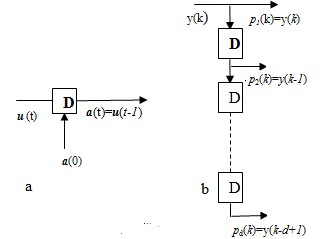 y(k)
p1(k)=y(k)
D
p2(k)=y(k-1)
D
D
u (t)
a(t)=u(t-1)
a(0)
D
pd(k)=y(k-d+1)
a
b
...